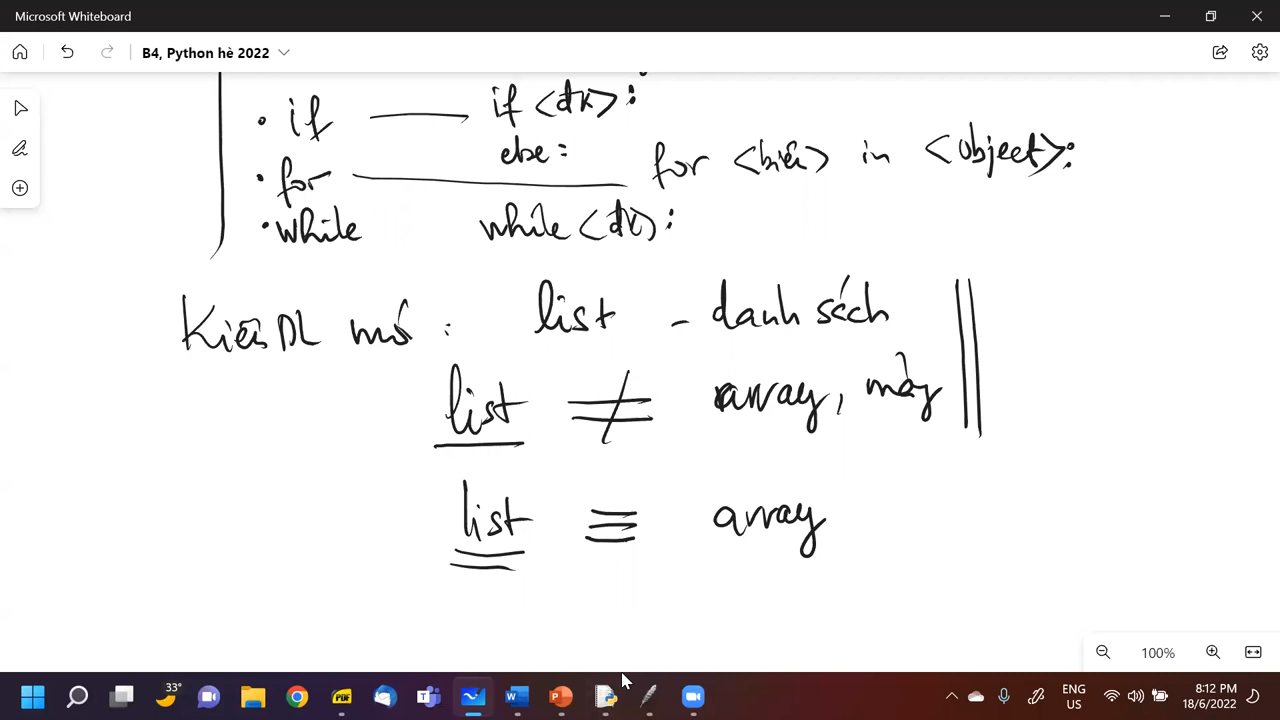 Microsoft Whiteboard
B4, Python hè 2022
• if if <đk>:
else:
• for for <biến> in <object>:
• while while <đk>:
Kiểu DL mới : list - danh sách
list ≠ array, mảng
list ≡ array
100%
33°
ENG
US
8:12 PM
18/6/2022